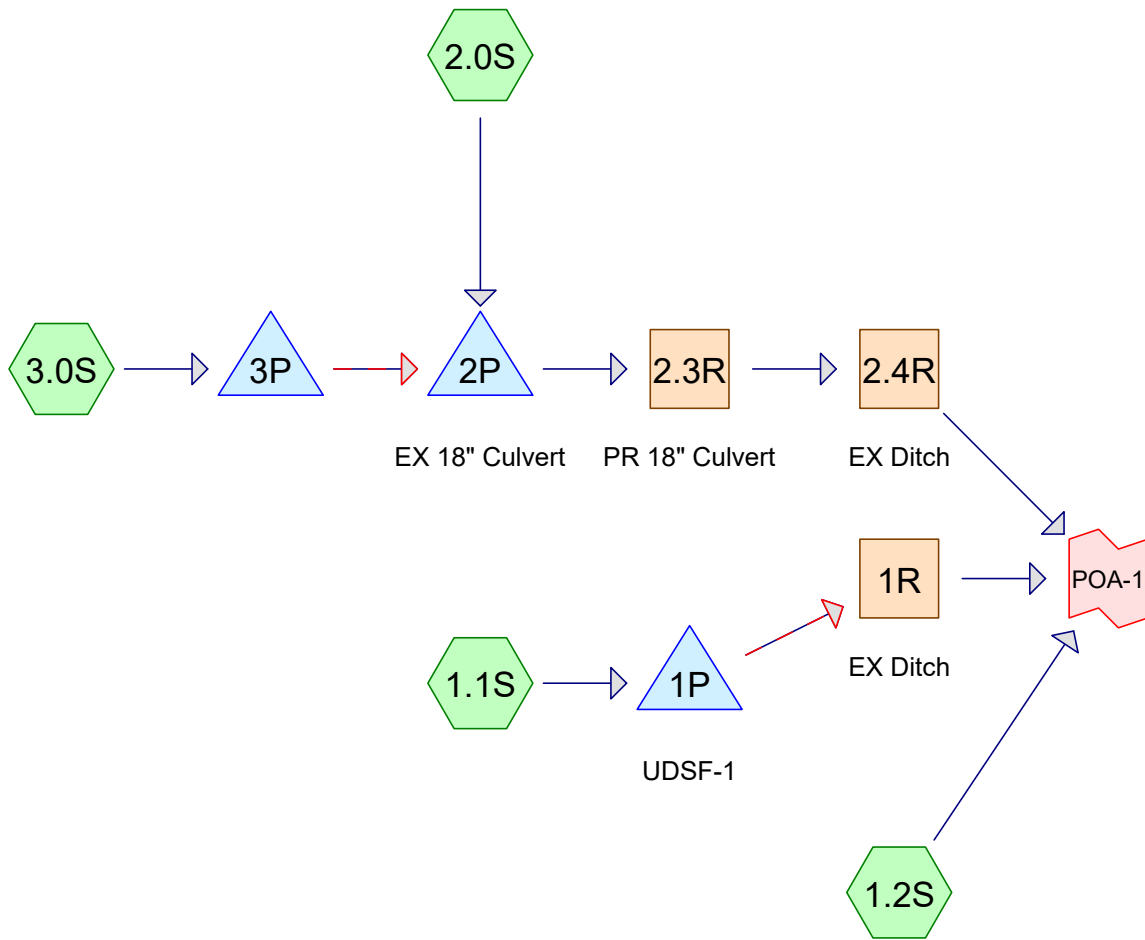 2.0S
3.0S
3P
2P
2.3R
2.4R
EX 18" Culvert
PR 18" Culvert
EX Ditch
1R
POA-1
EX Ditch
1.1S
1P
UDSF-1
1.2S